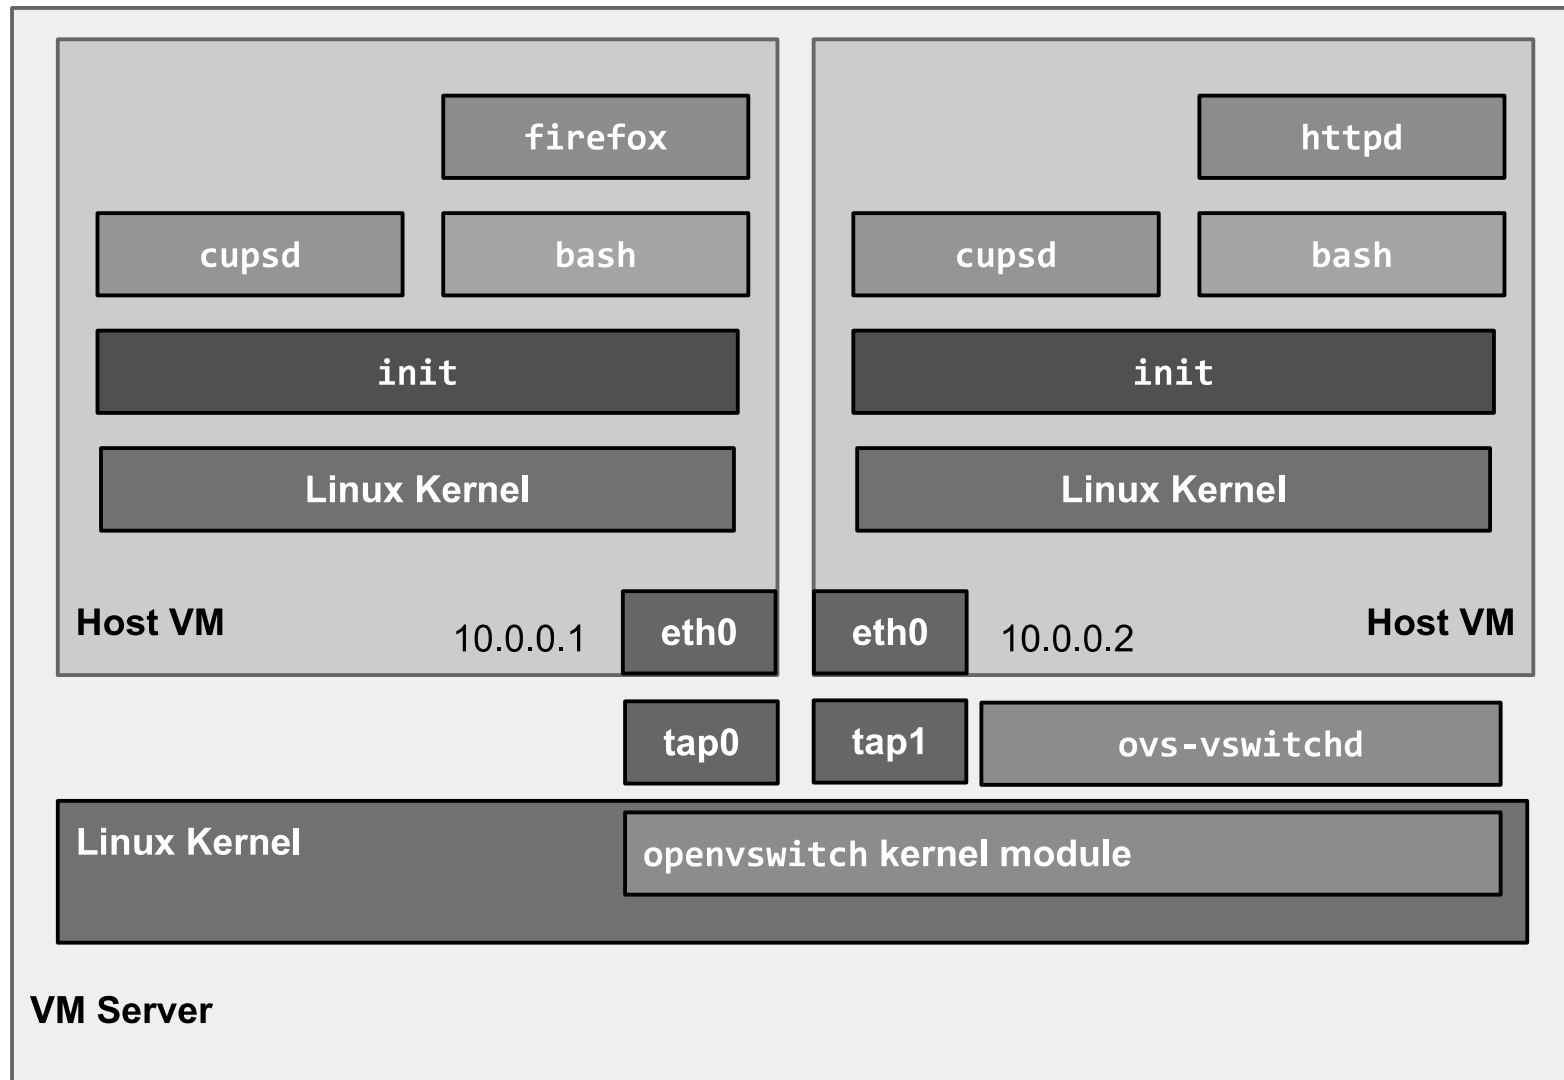 firefox
cupsd
bash
init
Linux Kernel
Host VM
10.0.0.1
eth0
httpd
cupsd
bash
init
Linux Kernel
eth0
10.0.0.2
Host VM
tap0
tap1
ovs-vswitchd
Linux Kernel
openvswitch kernel module
VM Server